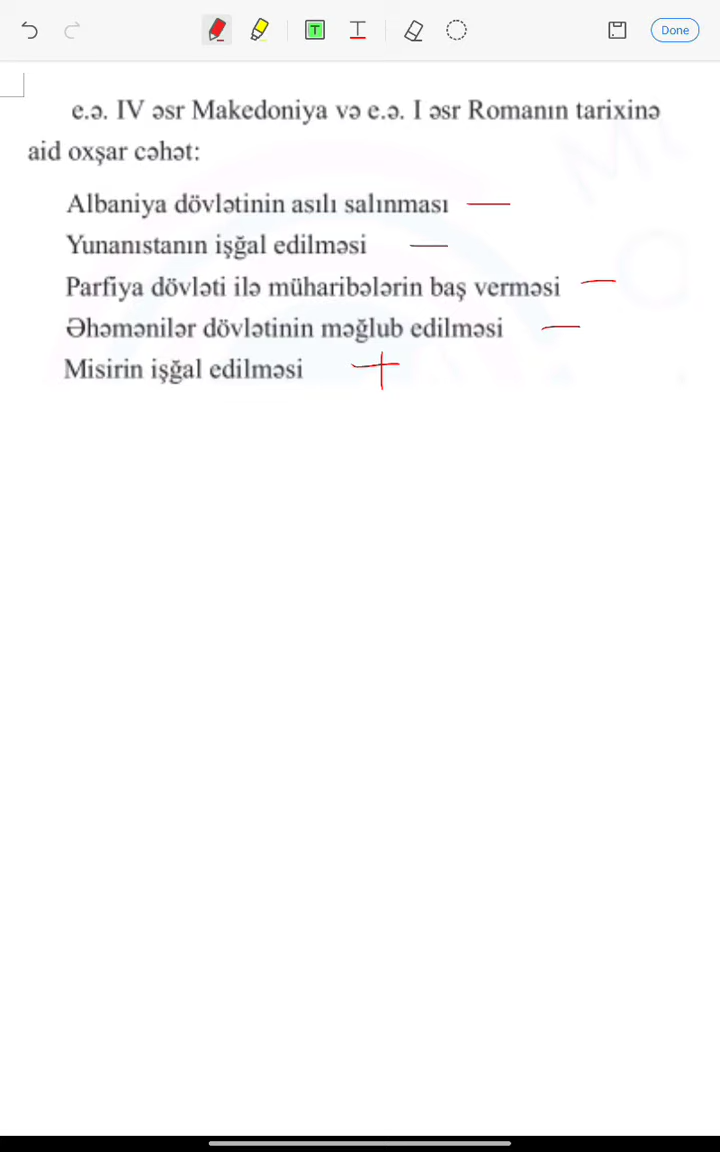 Done
e.ə. IV əsr Makedoniya və e.ə. I əsr Romanın tarixinə
aid oxşar cəhət:
Albaniya dövlətinin asılı salınması —
Yunanıstanın işğal edilməsi —
Parfiya dövləti ilə müharibələrin baş verməsi —
Əhəmənilər dövlətinin məğlub edilməsi —
Misirin işğal edilməsi +